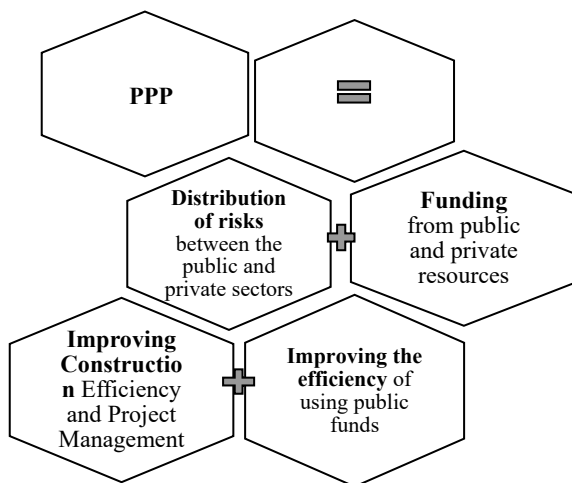 PPP
Distribution
of risks
between the
public and
private sectors
Funding
from public
and private
resources
Improving
Constructio
n Efficiency
and Project
Management
Improving the
efficiency of
using public
funds